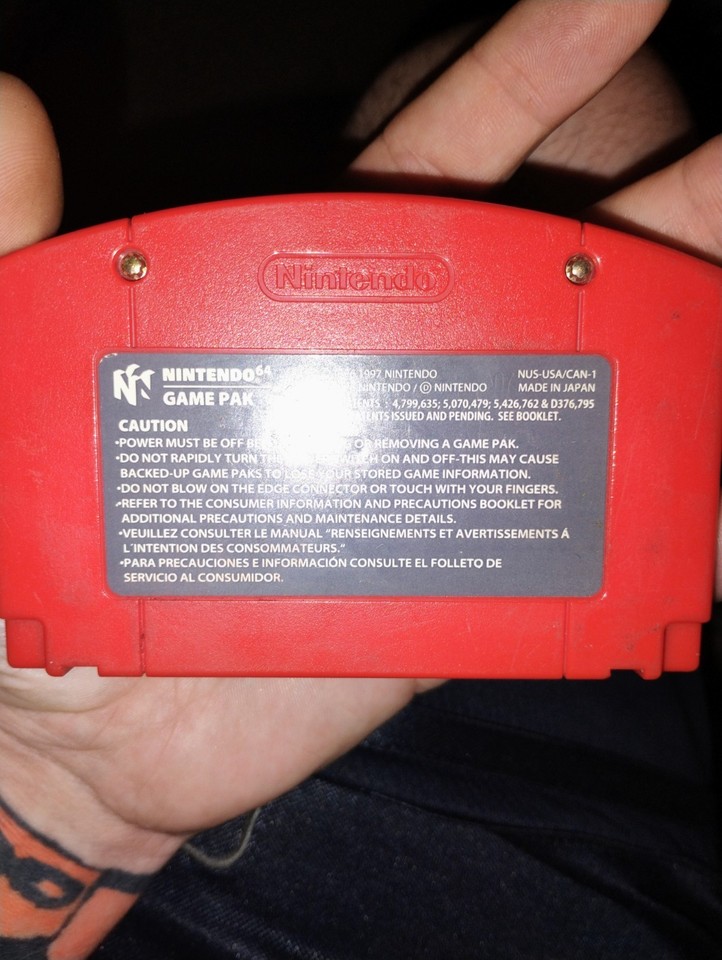 Nintendo
NINTENDO 64
GAME PAK
1997 NINTENDO
NINTENDO / © NINTENDO
: 4,799,635; 5,070,479; 5,426,762 & D376,795
ISSUED AND PENDING. SEE BOOKLET.
NUS-USA/CAN-1
MADE IN JAPAN
CAUTION
•POWER MUST BE OFF OR REMOVING A GAME PAK.
•DO NOT RAPIDLY TURN ON AND OFF-THIS MAY CAUSE
BACKED-UP GAME PAKS TO LOSE YOUR STORED GAME INFORMATION.
•DO NOT BLOW ON THE EDGE CONNECTOR OR TOUCH WITH YOUR FINGERS.
•REFER TO THE CONSUMER INFORMATION AND PRECAUTIONS BOOKLET FOR
ADDITIONAL PRECAUTIONS AND MAINTENANCE DETAILS.
•VEUILLEZ CONSULTER LE MANUAL "RENSEIGNEMENTS ET AVERTISSEMENTS Á
L'INTENTION DES CONSOMMATEURS."
•PARA PRECAUCIONES E INFORMACIÓN CONSULTE EL FOLLETO DE
SERVICIO AL CONSUMIDOR.